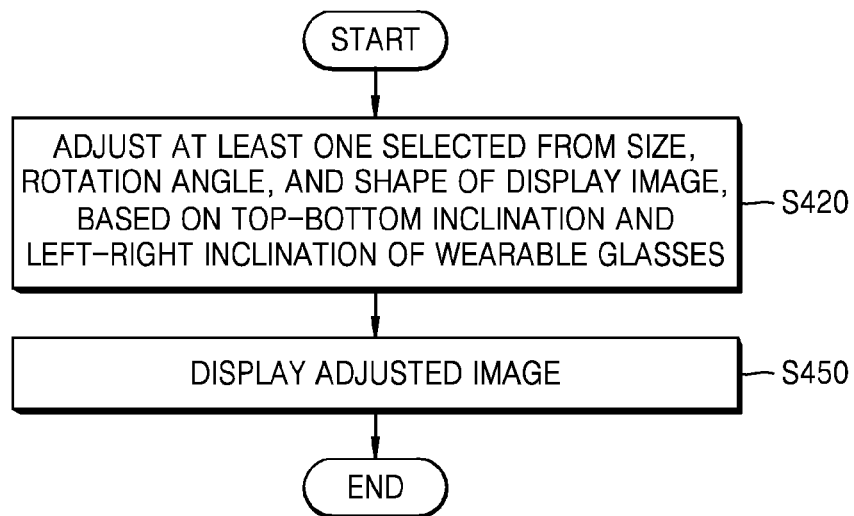 START
ADJUST AT LEAST ONE SELECTED FROM SIZE,
ROTATION ANGLE, AND SHAPE OF DISPLAY IMAGE,
BASED ON TOP-BOTTOM INCLINATION AND
LEFT-RIGHT INCLINATION OF WEARABLE GLASSES
S420
DISPLAY ADJUSTED IMAGE
S450
END